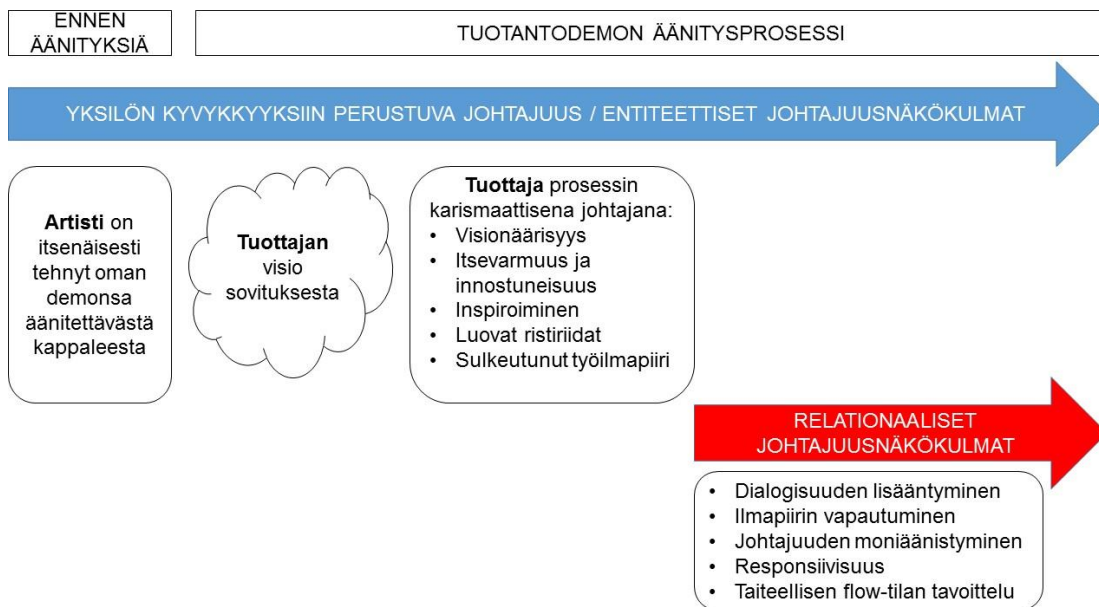 ENNEN
ÄÄNITYKSIÄ
TUOTANTODEMON ÄÄNITYSPROSESSI
YKSILÖN KYVYKKYYKSIIN PERUSTUVA JOHTAJUUS / ENTITEETTISET JOHTAJUUSNÄKÖKULMAT
Artisti on
itsenäisesti
tehnyt oman
demonsa
äänitettävästä
kappaleesta
Tuottajan
visio
sovituksesta
Tuottaja prosessin
karismaattisena johtajana:
• Visionäärisyys
• Itsevarmuus ja
innostuneisuus
• Inspiroiminen
• Luovat ristiriidat
• Sulkeutunut työilmapiiri
RELATIONAALISET
JOHTAJUUSNÄKÖKULMAT
• Dialogisuuden lisääntyminen
• Ilmapiirin vapautuminen
• Johtajuuden moniäänistyminen
• Responsiivisuus
• Taiteellisen flow-tilan tavoittelu